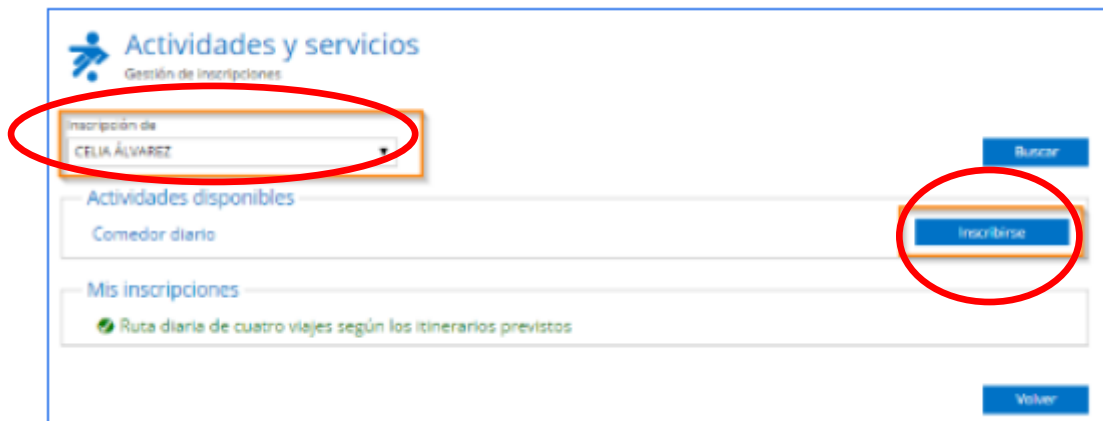 Actividades y servicios
Gestión de inscripciones
Inscripción de
CELIA ÁLVAREZ
Buscar
Actividades disponibles
Comedor diario
Inscribirse
Mis inscripciones
Ruta diaria de cuatro viajes según los itinerarios previstos
Volver